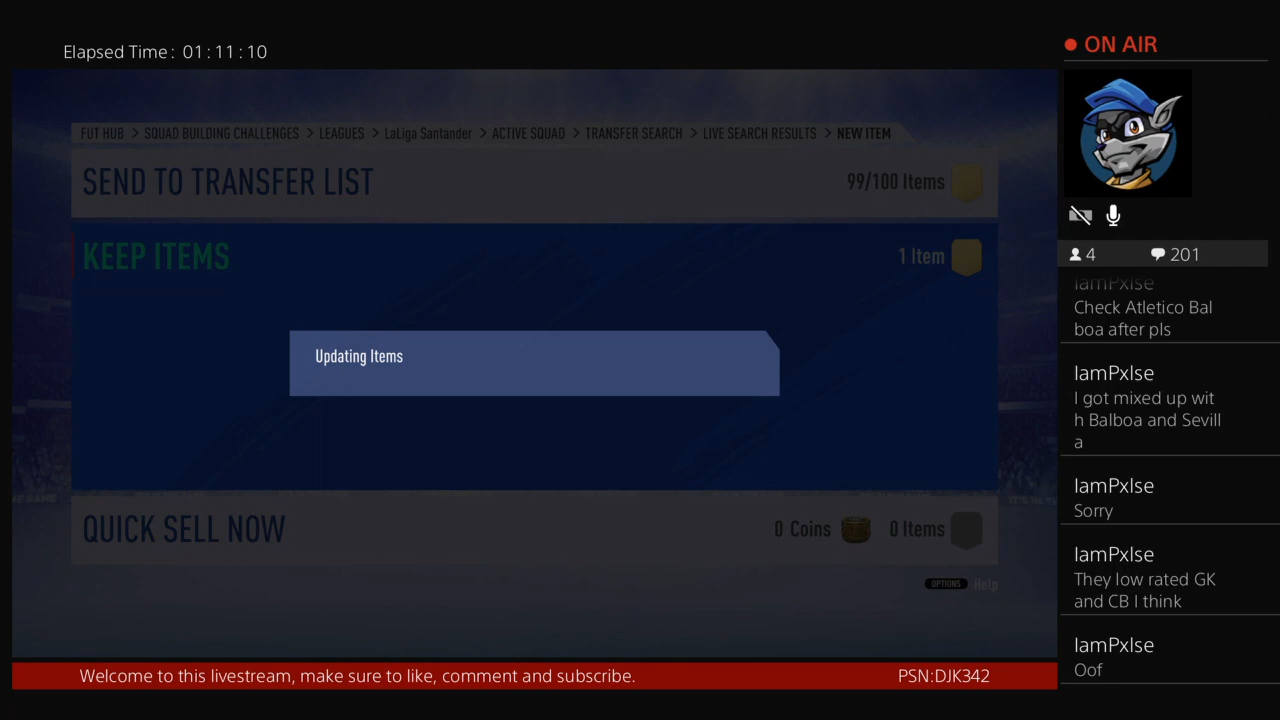 Elapsed Time: 01:11:10
ON AIR
FUT HUB > SQUAD BUILDING CHALLENGES > LEAGUES > LaLiga Santander > ACTIVE SQUAD > TRANSFER SEARCH > LIVE SEARCH RESULTS > NEW ITEM
SEND TO TRANSFER LIST
99/100 Items
KEEP ITEMS
1 Item
Updating Items
QUICK SELL NOW
0 Coins
0 Items
OPTIONS Help
4
201
IamPxlse
Check Atletico Bal
boa after pls
IamPxlse
I got mixed up wit
h Balboa and Sevill
a
IamPxlse
Sorry
IamPxlse
They low rated GK
and CB I think
IamPxlse
Oof
Welcome to this livestream, make sure to like, comment and subscribe.
PSN:DJK342